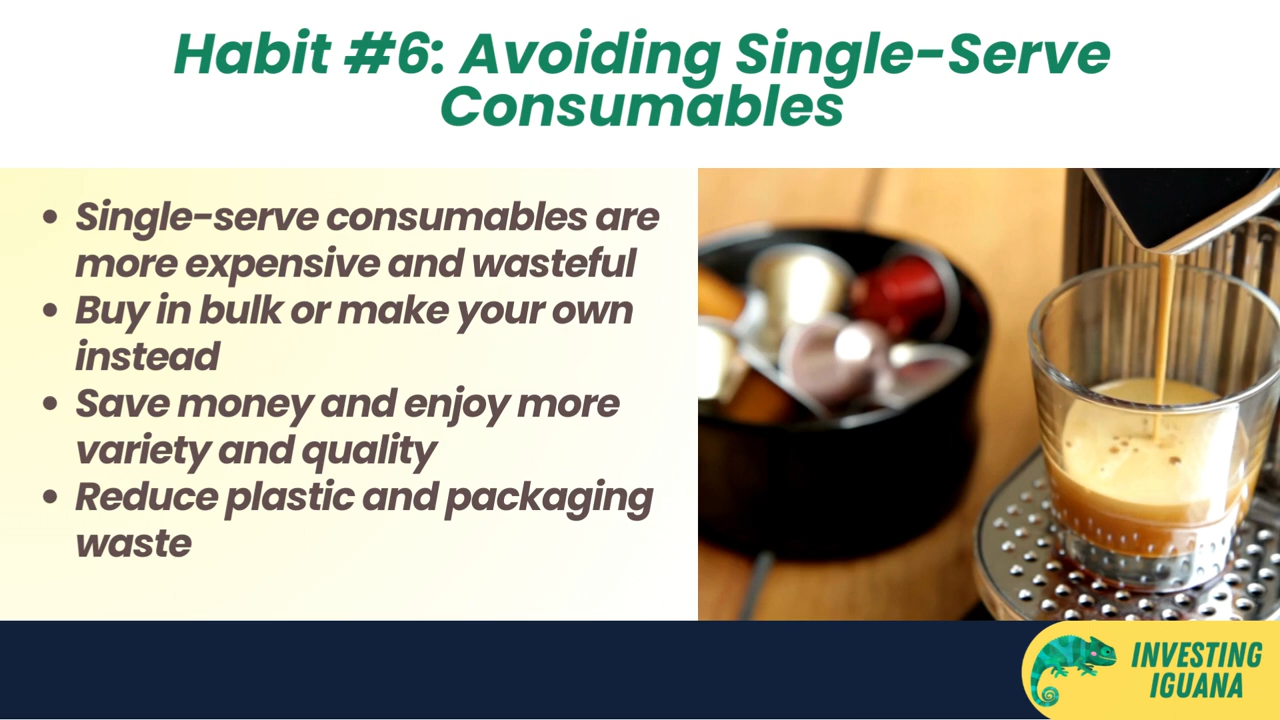 Habit #6: Avoiding Single-Serve
Consumables
• Single-serve consumables are
more expensive and wasteful
• Buy in bulk or make your own
instead
• Save money and enjoy more
variety and quality
• Reduce plastic and packaging
waste
INVESTING
IGUANA